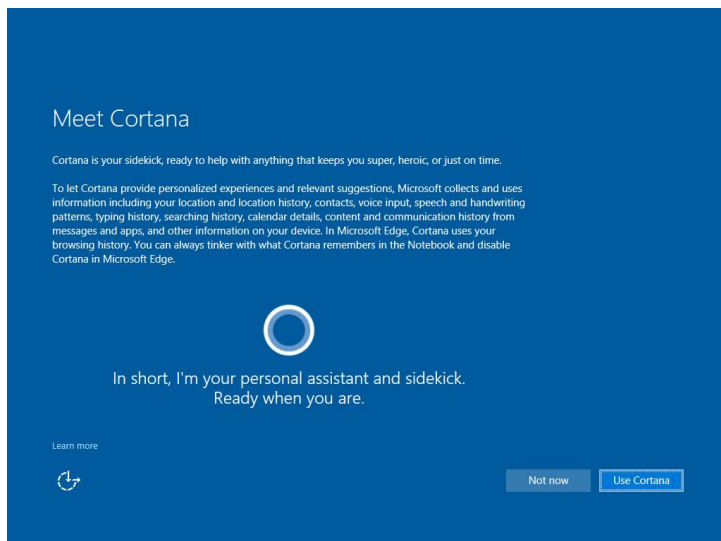 Meet Cortana
Cortana is your sidekick, ready to help with anything that keeps you super, heroic, or just on time.
To let Cortana provide personalized experiences and relevant suggestions, Microsoft collects and uses
information including your location and location history, contacts, voice input, speech and handwriting
patterns, typing history, searching history, calendar details, content and communication history from
messages and apps, and other information on your device. In Microsoft Edge, Cortana uses your
browsing history. You can always tinker with what Cortana remembers in the Notebook and disable
Cortana in Microsoft Edge.
In short, I'm your personal assistant and sidekick.
Ready when you are.
Learn more
Not now
Use Cortana